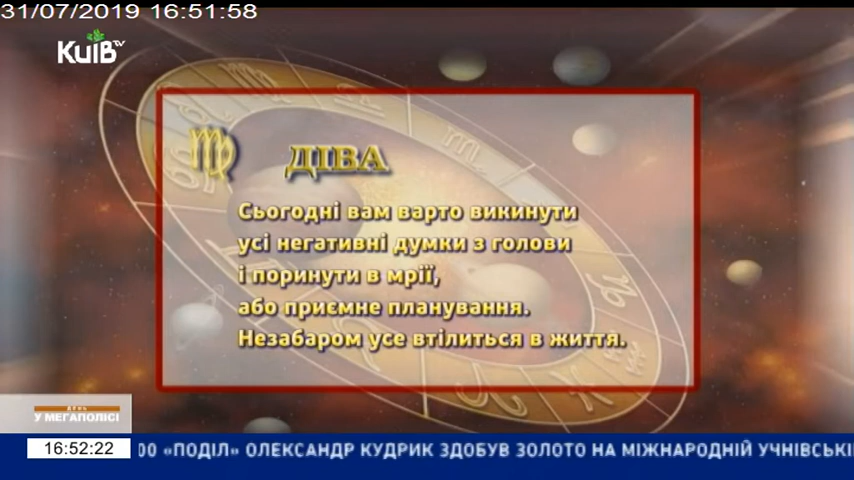 31/07/2019 16:51:58
КиїВ TV
ДІВА
Сьогодні вам варто викинути
усі негативні думки з голови
і поринути в мрії,
або приємне планування.
Незабаром усе втілиться в життя.
ДЕНЬ
У МЕГАПОЛІСІ
16:52:22
00 «ПОДІЛ» ОЛЕКСАНДР КУДРИК ЗДОБУВ ЗОЛОТО НА МІЖНАРОДНІЙ УЧНІВСЬКІ